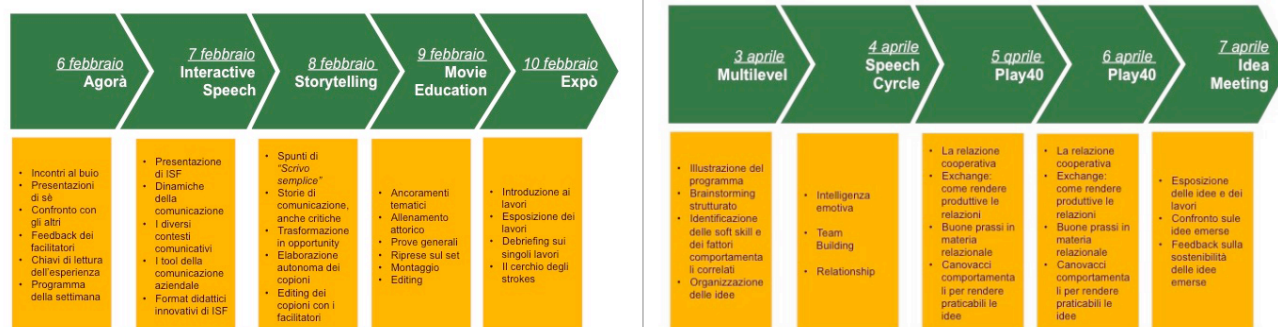 6 febbraio
Agorà
7 febbraio
Interactive
Speech
8 febbraio
Storytelling
9 febbraio
Movie
Education
10 febbraio
Expò
• Incontri al buio
• Presentazioni
di sè
• Confronto con
gli altri
• Feedback dei
facilitatori
• Chiavi di lettura
dell'esperienza
• Programma
della settimana
• Presentazione
di ISF
• Dinamiche
della
comunicazione
• I diversi
contesti
comunicativi
• I tool della
comunicazione
aziendale
• Format didattici
innovativi di ISF
• Spunti di
"Scrivo
semplice"
• Storie di
comunicazione,
anche critiche
• Trasformazione
in opportunity
• Elaborazione
autonoma dei
copioni
• Editing dei
copioni con i
facilitatori
• Ancoramenti
tematici
• Allenamento
attorico
• Prove generali
• Riprese sul set
• Montaggio
• Editing
• Introduzione ai
lavori
• Esposizione dei
lavori
• Debriefing sui
singoli lavori
• Il cerchio degli
strokes
3 aprile
Multilevel
4 aprile
Speech
Cyrcle
5 qprile
Play40
6 aprile
Play40
7 aprile
Idea
Meeting
• Illustrazione del
programma
• Brainstorming
strutturato
• Identificazione
delle soft skill e
dei fattori
comportamenta
li correlati
• Organizzazione
delle idee
• Intelligenza
emotiva
• Team
Building
• Relationship
• La relazione
cooperativa
• Exchange:
come rendere
produttive le
relazioni
• Buone prassi in
materia
relazionale
• Canovacci
comportamenta
li per rendere
praticabili le
idee
• La relazione
cooperativa
• Exchange:
come rendere
produttive le
relazioni
• Buone prassi in
materia
relazionale
• Canovacci
comportamenta
li per rendere
praticabili le
idee
• Esposizione
delle idee e dei
lavori
• Confronto sule
idee emerse
• Feedback sulla
sostenibilità
delle idee
emerse